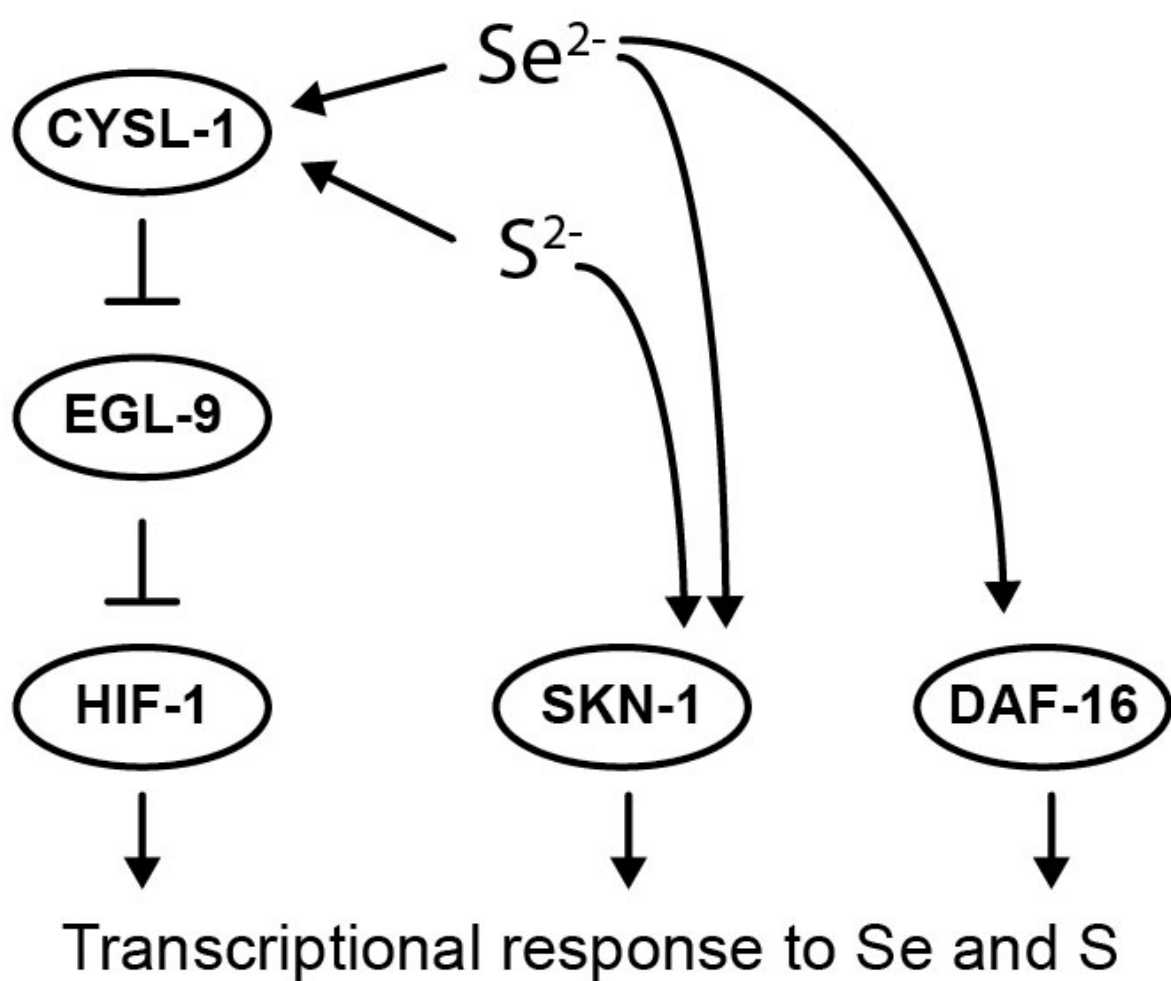 Se²⁻
CYSL-1
S²⁻
EGL-9
HIF-1
SKN-1
DAF-16
Transcriptional response to Se and S